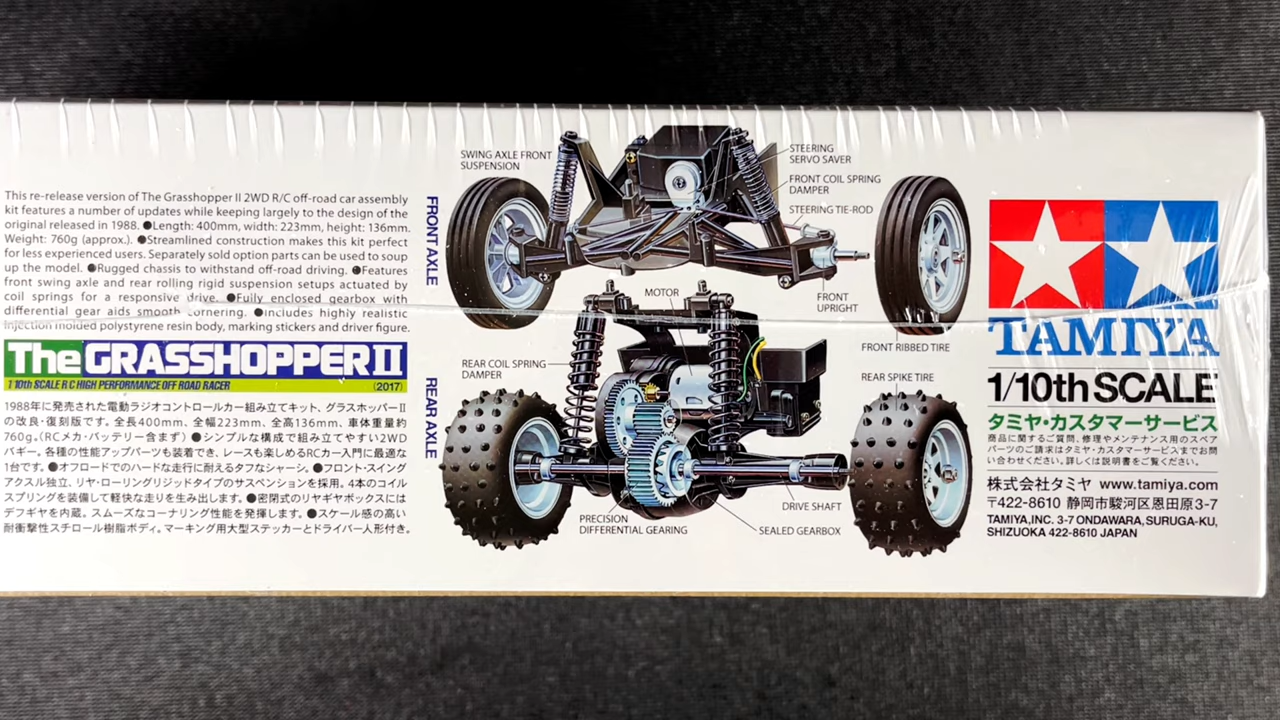 This re-release version of The Grasshopper II 2WD R/C off-road car assembly
kit features a number of updates while keeping largely to the design of the
original released in 1988. ●Length: 400mm, width: 223mm, height: 136mm.
Weight: 760g (approx.). ●Streamlined construction makes this kit perfect
for less experienced users. Separately sold option parts can be used to soup
up the model. ●Rugged chassis to withstand off-road driving. ●Features
front swing axle and rear rolling rigid suspension setups actuated by
coil springs for a responsive drive. ●Fully enclosed gearbox with
differential gear aids smooth cornering. ●Includes highly realistic
injection molded polystyrene resin body, marking stickers and driver figure.
The GRASSHOPPER II
1/10th SCALE R/C HIGH PERFORMANCE OFF ROAD RACER
(2017)
1988年に発売された電動ラジオコントロールカー組み立てキット、グラスホッパーII
の改良・復刻版です。全長400mm、全幅223mm、全高136mm、車体重量約
760g。(RCメカ・バッテリー含まず)●シンプルな構成で組み立てやすい2WD
バギー。各種の性能アップパーツも装着でき、レースも楽しめるRCカー入門に最適な
1台です。●オフロードでのハードな走行に耐えるタフなシャーシ。●フロント・スイング
アクスル独立、リヤ・ローリングリジッドタイプのサスペンションを採用。4本のコイル
スプリングを装備して軽快な走りを生み出します。●密閉式のリヤギヤボックスには
デフギヤを内蔵。スムーズなコーナリング性能を発揮します。●スケール感の高い
耐衝撃性スチロール樹脂ボディ。マーキング用大型ステッカーとドライバー人形付き。
FRONT AXLE
SWING AXLE FRONT
SUSPENSION
STEERING
SERVO SAVER
FRONT COIL SPRING
DAMPER
STEERING TIE-ROD
FRONT
UPRIGHT
FRONT RIBBED TIRE
REAR AXLE
MOTOR
REAR COIL SPRING
DAMPER
REAR SPIKE TIRE
PRECISION
DIFFERENTIAL GEARING
DRIVE SHAFT
SEALED GEARBOX
TAMIYA
1/10th SCALE
タミヤ・カスタマーサービス
商品に関するご質問、修理やメンテナンス用のスペア
パーツのご請求はタミヤ・カスタマーサービスまでお問
い合わせください。詳しくは説明書をご覧ください。
株式会社タミヤ www.tamiya.com
〒422-8610 静岡市駿河区恩田原3-7
TAMIYA,INC. 3-7 ONDAWARA, SURUGA-KU,
SHIZUOKA 422-8610 JAPAN